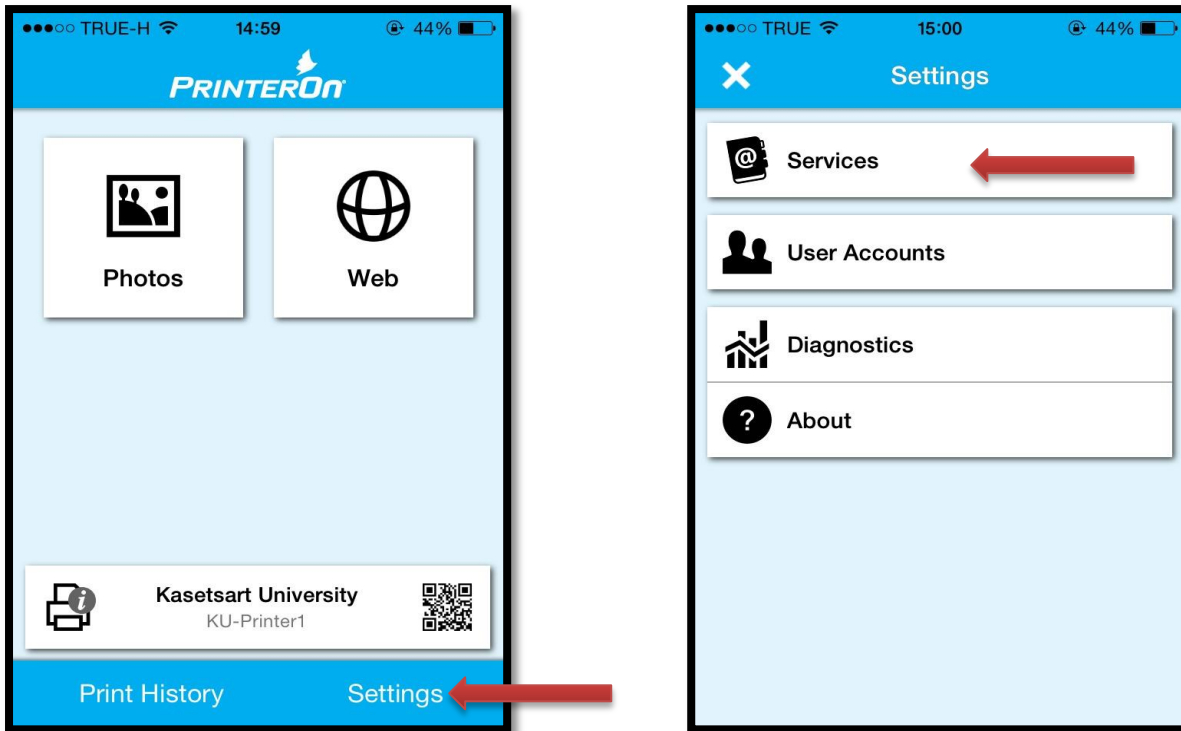 TRUE-H 14:59 44%
PRINTERON
Photos
Web
Kasetsart University
KU-Printer1
Print History
Settings
TRUE 15:00 44%
Settings
@
Services
User Accounts
Diagnostics
?
About